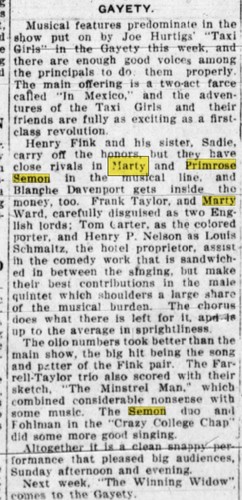 GAYETY.
Musical features predominate in the
show put on by Joe Hurtigs' "Taxi
Girls" in the Gayety this week, and
there are enough good voices among
the principals to do them properly.
The main offering is a two-act farce
called "In Mexico," and the adven-
tures of the Taxi Girls and their
friends are fully as exciting as a first-
class revolution.
Henry Fink and his sister, Sadie,
carry off the honors, but they have
close rivals in Marty and Primrose
Semon in the musical line, and
Blanche Davenport gets inside the
money, too. Frank Taylor, and Marty
Ward, carefully disguised as two Eng-
lish lords; Tom Carter, as the colored
porter, and Henry P. Nelson as Louis
Schmaltz, the hotel proprietor, assist
in the comedy work that is sandwich-
ed in between the singing, but make
their best contributions in the male
quintet which shoulders a large share
of the musical burden. The chorus
does what there is left for it, and is
up to the average in sprightliness.
The olio numbers took better than the
main show, the big hit being the song
and patter of the Fink pair. The Far-
rell-Taylor trio also scored with their
sketch, "The Minstrel Man," which
combined considerable nonsense with
some music. The Semon duo and
Fohlman in the "Crazy College Chap"
did some more good singing.
Altogether it is a clean snappy per-
formance that pleased big audiences,
Sunday afternoon and evening.
Next week, "The Winning Widow"
comes to the Gayety.